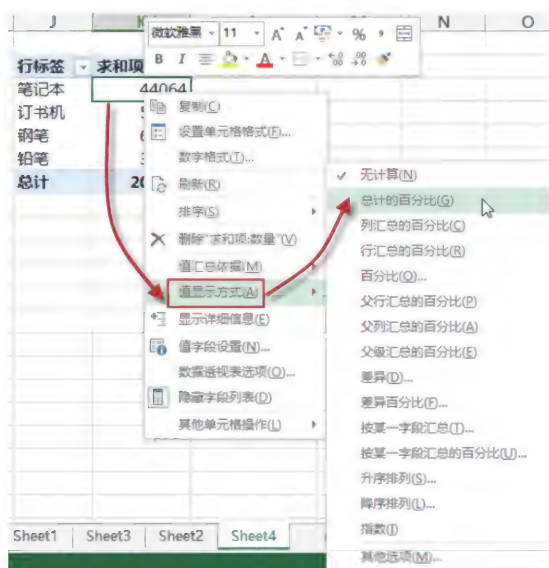 J K N O
微软雅黑 11 A A % ,
B I A
行标签 求和项
笔记本 44064
订书机
钢笔
铅笔
总计 20
复制(C)
设置单元格格式(F)...
数字格式(T)...
刷新(R)
排序(S)
删除"求和项:数量"(V)
值汇总依据(M)
值显示方式(A)
显示详细信息(E)
值字段设置(N)...
数据透视表选项(O)...
隐藏字段列表(D)
其他单元格操作(L)
无计算(N)
总计的百分比(G)
列汇总的百分比(C)
行汇总的百分比(R)
百分比(O)...
父行汇总的百分比(P)
父列汇总的百分比(A)
父级汇总的百分比(E)
差异(D)...
差异百分比(F)...
按某一字段汇总(T)...
按某一字段汇总的百分比(U)...
升序排列(S)...
降序排列(L)...
指数(I)
其他选项(M)...
Sheet1 Sheet3 Sheet2 Sheet4